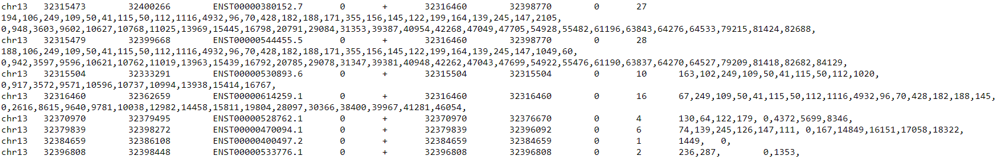 chr13 32315473 32400266 ENST00000380152.7 0 + 32316460 32398770 0 27
194,106,249,109,50,41,115,50,112,1116,4932,96,70,428,182,188,171,355,156,145,122,199,164,139,245,147,2105,
0,948,3603,9602,10627,10768,11025,13969,15445,16798,20791,29084,31353,39387,40954,42268,47049,47705,54928,55482,61196,63843,64276,64533,79215,81424,82688,
chr13 32315479 32399668 ENST00000544455.5 0 + 32316460 32398770 0 28
188,106,249,109,50,41,115,50,112,1116,4932,96,70,428,182,188,171,355,156,145,122,199,164,139,245,147,1049,60,
0,942,3597,9596,10621,10762,11019,13963,15439,16792,20785,29078,31347,39381,40948,42262,47043,47699,54922,55476,61190,63837,64270,64527,79209,81418,82682,84129,
chr13 32315504 32333291 ENST00000530893.6 0 + 32315504 32315504 0 10 163,102,249,109,50,41,115,50,112,1020,
0,917,3572,9571,10596,10737,10994,13938,15414,16767,
chr13 32316460 32362659 ENST00000614259.1 0 + 32316460 32316460 0 16 67,249,109,50,41,115,50,112,1116,4932,96,70,428,182,188,145,
0,2616,8615,9640,9781,10038,12982,14458,15811,19804,28097,30366,38400,39967,41281,46054,
chr13 32370970 32379495 ENST00000528762.1 0 + 32370970 32376670 0 4 130,64,122,179, 0,4372,5699,8346,
chr13 32379839 32398272 ENST00000470094.1 0 + 32379839 32396092 0 6 74,139,245,126,147,111, 0,167,14849,16151,17058,18322,
chr13 32384659 32386108 ENST00000400497.2 0 + 32384659 32384659 0 1 1449, 0,
chr13 32396808 32398448 ENST00000533776.1 0 + 32396808 32396808 0 2 236,287, 0,1353,